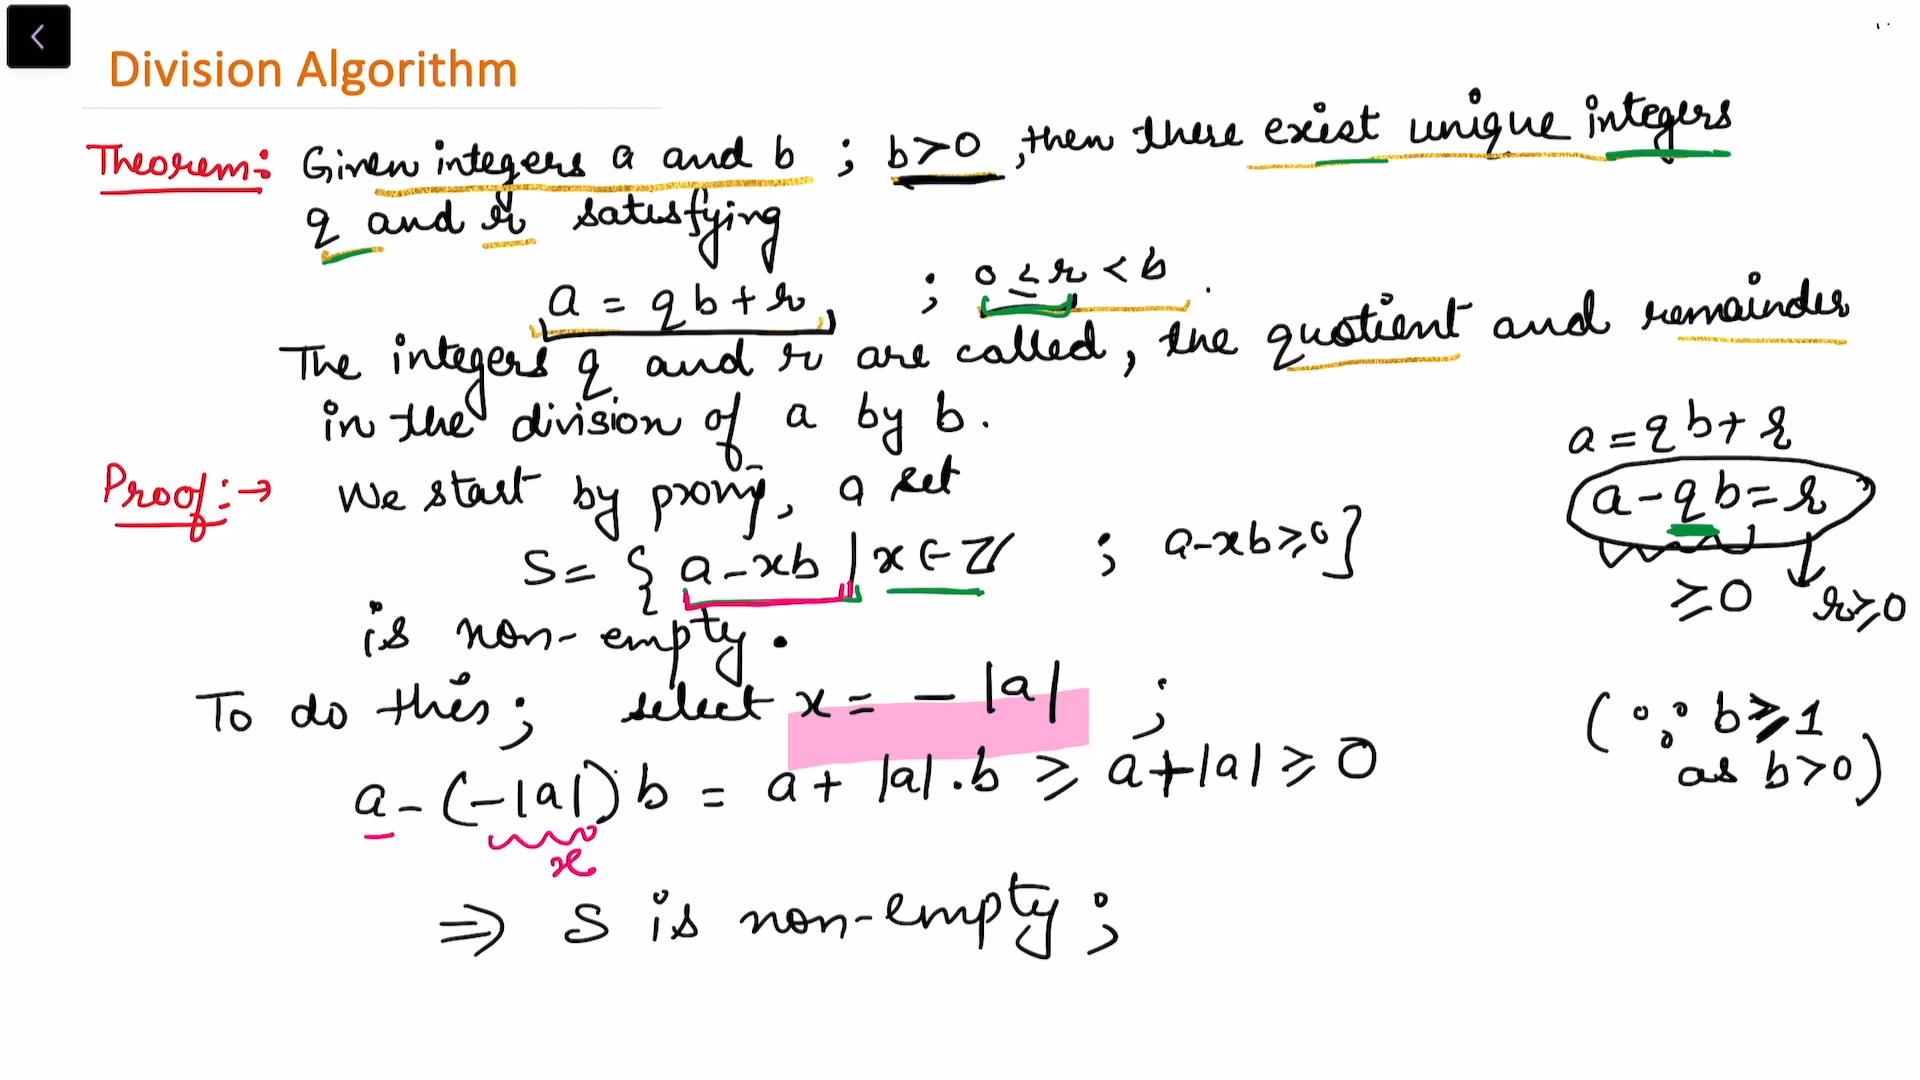 Division Algorithm
Theorem: Given integers a and b ; b>0 , then there exist unique integers
q and r satisfying
a = qb + r ; 0 ≤ r < b .
The integers q and r are called, the quotient and remainder
in the division of a by b.
Proof:→ We start by proving, a set
S = { a - xb | x ∈ Z ; a-xb ≥ 0 }
is non-empty.
To do this; select x = - |a| ;
a - (-|a|) b = a + |a|.b ≥ a+|a| ≥ 0
x
⇒ S is non-empty ;
a = qb + r
a - qb = r
≥ 0
r ≥ 0
(∵ b ≥ 1
as b > 0)